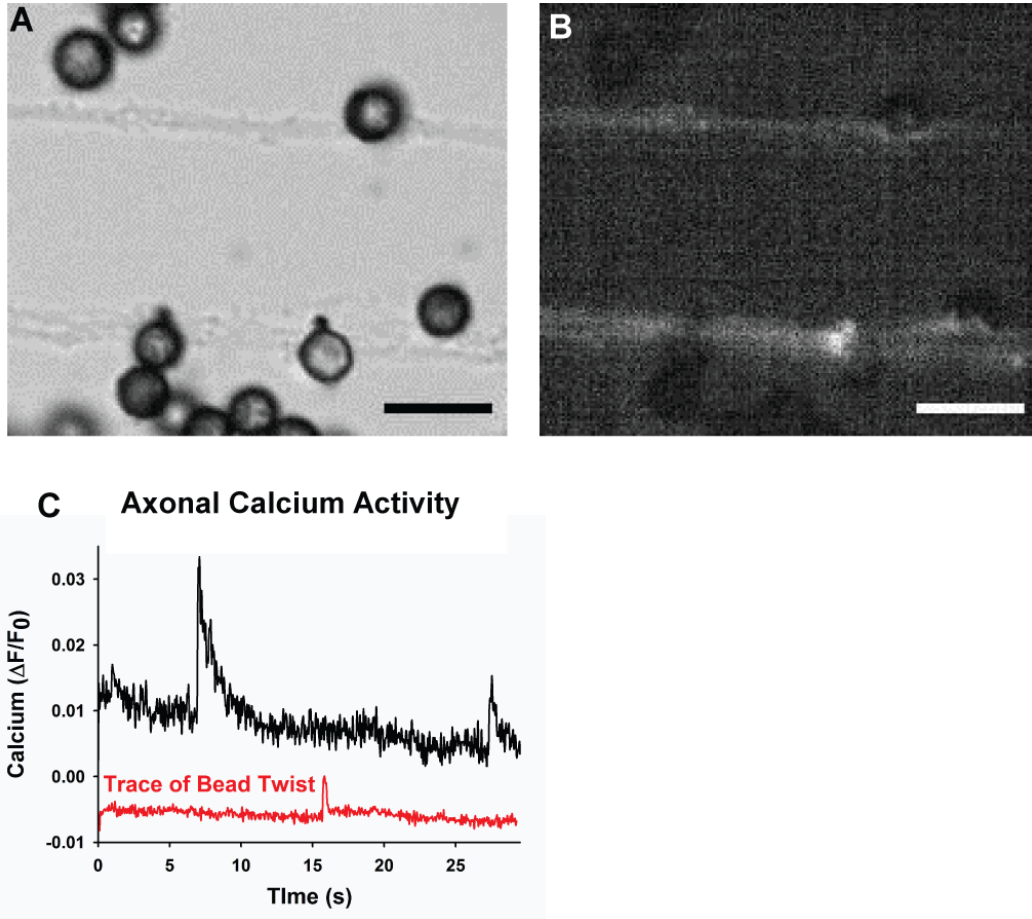 A
B
C Axonal Calcium Activity
Calcium (ΔF/F0)
0.03
0.02
0.01
0.00
-0.01
Trace of Bead Twist
0 5 10 15 20 25
TIme (s)